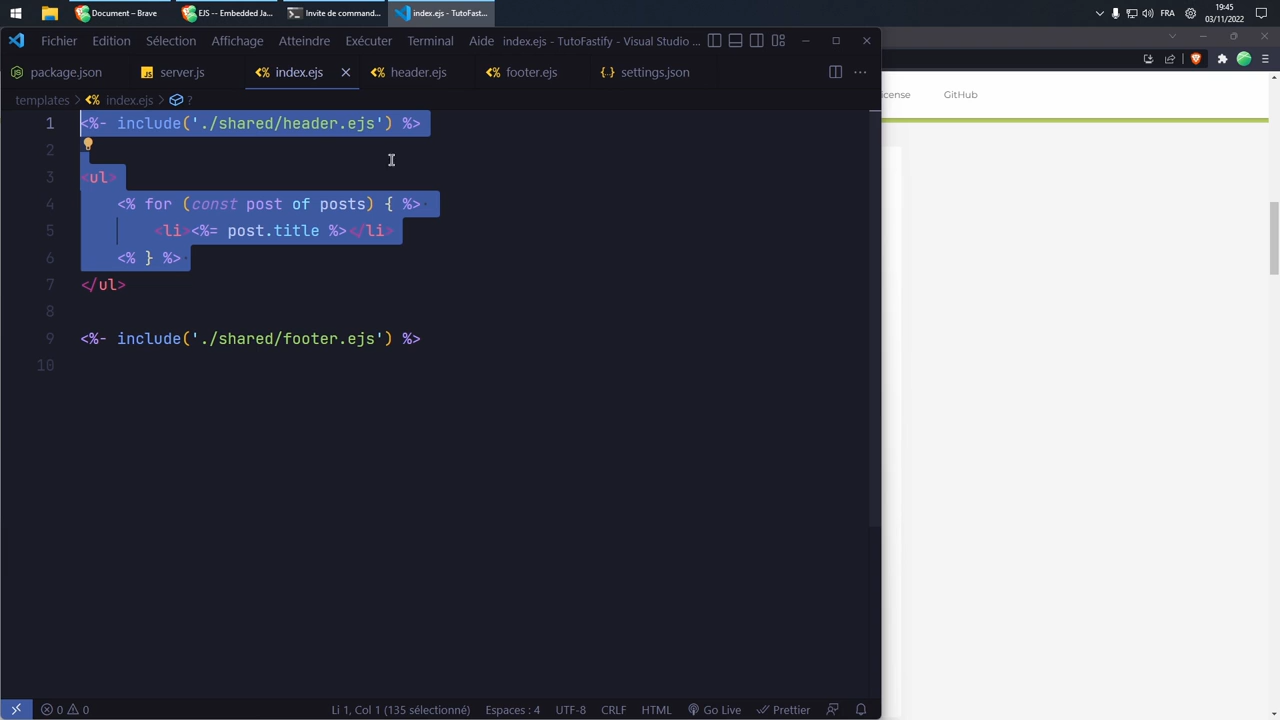 Document – Brave
EJS -- Embedded Ja...
Invite de comman...
index.ejs - TutoFast...
FRA
19:45
03/11/2022
Fichier Edition Sélection Affichage Atteindre Exécuter Terminal Aide
index.ejs - TutoFastify - Visual Studio ...
package.json
JS server.js
index.ejs
header.ejs
footer.ejs
{} settings.json
templates > index.ejs > ?
1 <%- include('./shared/header.ejs') %>
2
3 <ul>
4 <% for (const post of posts) { %>
5 <li><%= post.title %></li>
6 <% } %>
7 </ul>
8
9 <%- include('./shared/footer.ejs') %>
10
icense
GitHub
0 0
Li 1, Col 1 (135 sélectionné)
Espaces : 4
UTF-8
CRLF
HTML
Go Live
Prettier